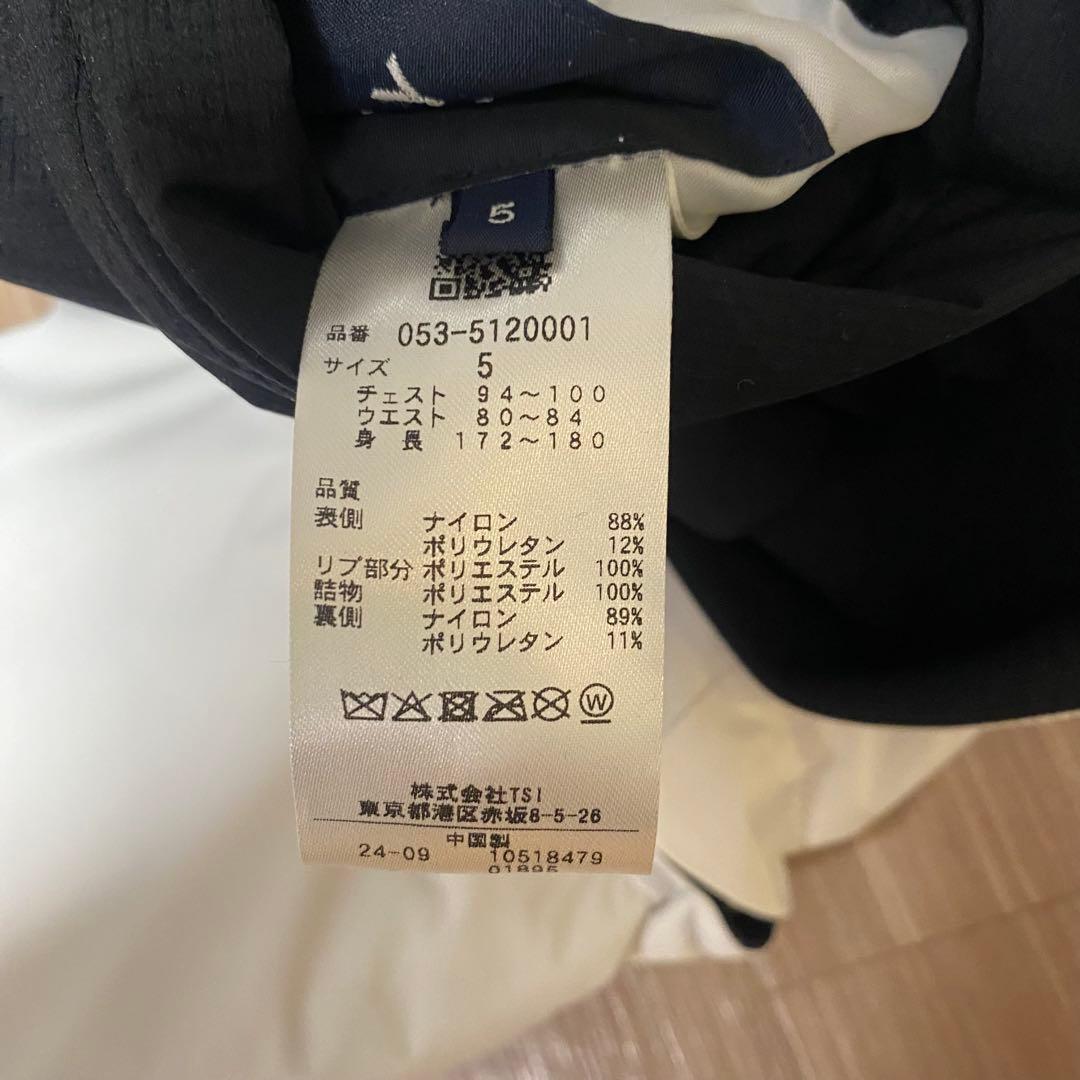 5
品番 053-5120001
サイズ 5
チェスト 94～100
ウエスト 80～84
身長 172～180
品質
表側 ナイロン 88%
ポリウレタン 12%
リブ部分 ポリエステル 100%
詰物 ポリエステル 100%
裏側 ナイロン 89%
ポリウレタン 11%
W
株式会社TSI
東京都港区赤坂8-5-26
中国製
24-09 10518479
01895